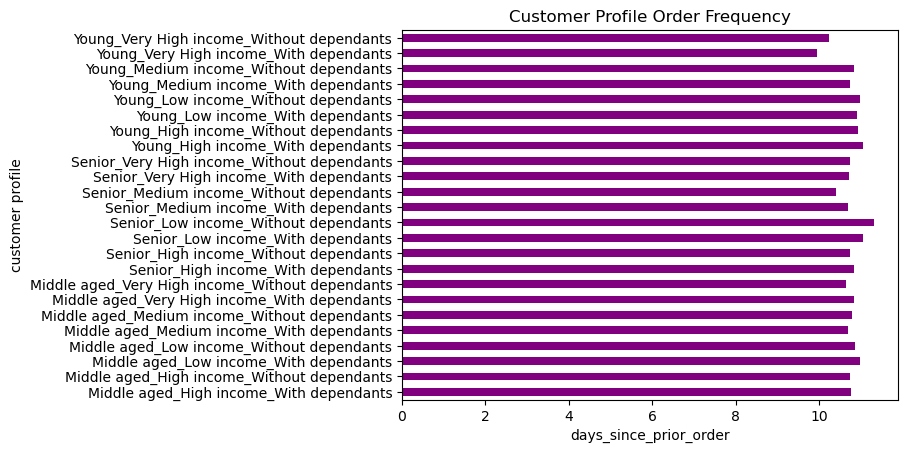 Customer Profile Order Frequency
customer profile
Young_Very High income_Without dependants
Young_Very High income_With dependants
Young_Medium income_Without dependants
Young_Medium income_With dependants
Young_Low income_Without dependants
Young_Low income_With dependants
Young_High income_Without dependants
Young_High income_With dependants
Senior_Very High income_Without dependants
Senior_Very High income_With dependants
Senior_Medium income_Without dependants
Senior_Medium income_With dependants
Senior_Low income_Without dependants
Senior_Low income_With dependants
Senior_High income_Without dependants
Senior_High income_With dependants
Middle aged_Very High income_Without dependants
Middle aged_Very High income_With dependants
Middle aged_Medium income_Without dependants
Middle aged_Medium income_With dependants
Middle aged_Low income_Without dependants
Middle aged_Low income_With dependants
Middle aged_High income_Without dependants
Middle aged_High income_With dependants
0 2 4 6 8 10
days_since_prior_order